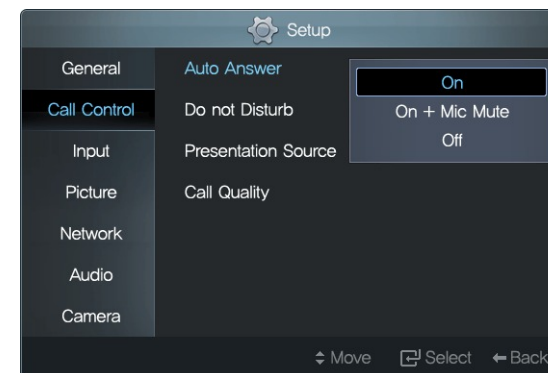 Setup
General
Call Control
Input
Picture
Network
Audio
Camera
Auto Answer
Do not Disturb
Presentation Source
Call Quality
On
On + Mic Mute
Off
Move Select Back